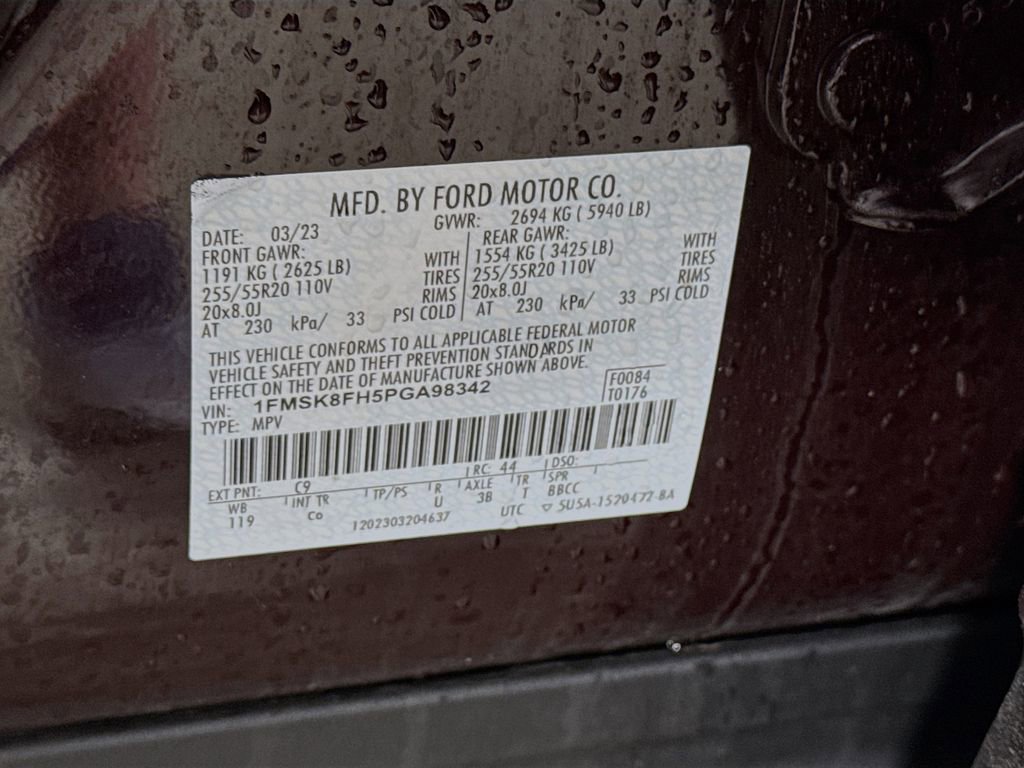 MFD. BY FORD MOTOR CO.
DATE: 03/23 GVWR: 2694 KG ( 5940 LB)
FRONT GAWR: REAR GAWR:
1191 KG ( 2625 LB) WITH 1554 KG ( 3425 LB) WITH
255/55R20 110V TIRES 255/55R20 110V TIRES
20x8.0J RIMS 20x8.0J RIMS
AT 230 kPa/ 33 PSI COLD AT 230 kPa/ 33 PSI COLD
THIS VEHICLE CONFORMS TO ALL APPLICABLE FEDERAL MOTOR
VEHICLE SAFETY AND THEFT PREVENTION STANDARDS IN
EFFECT ON THE DATE OF MANUFACTURE SHOWN ABOVE.
VIN: 1FMSK8FH5PGA98342 F0084
TYPE: MPV T0176
EXT PNT: C9 RC: 44 DSO:
WB INT TR TP/PS R AXLE TR SPR
119 Co U 3B T BBCC
1202303204637 UTC ▽ 5U5A-1520472-BA